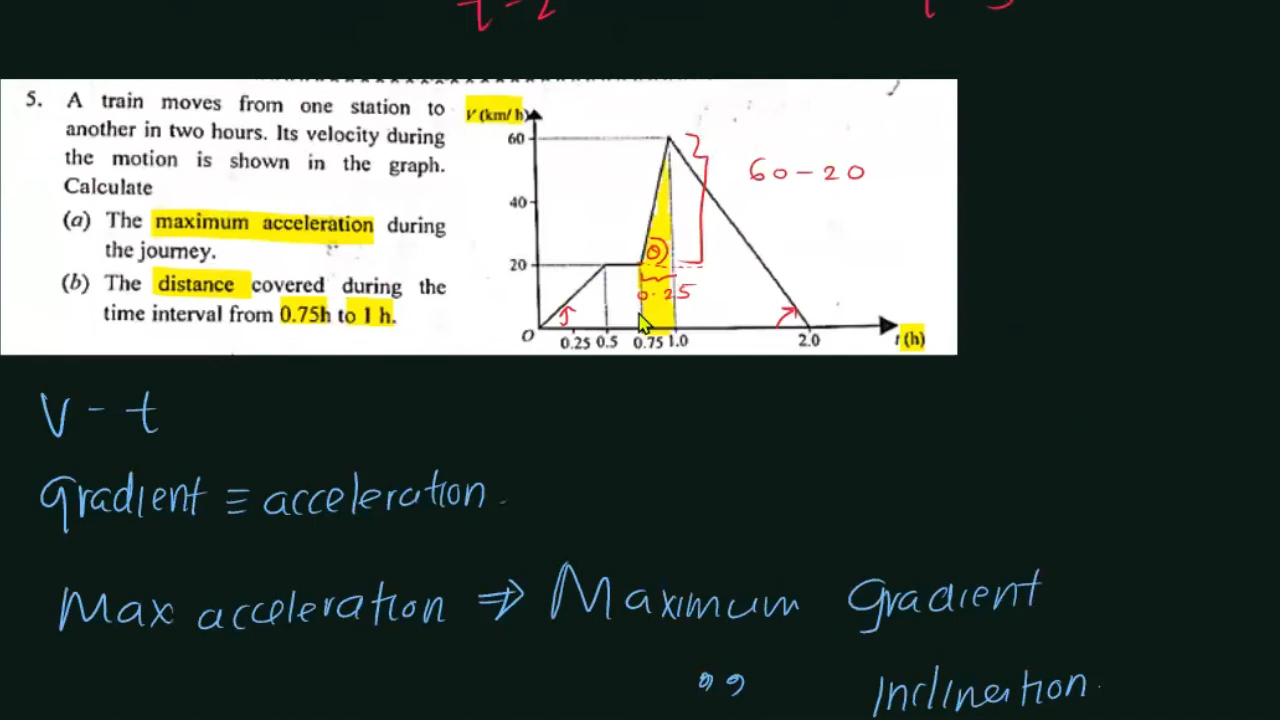 5. A train moves from one station to
another in two hours. Its velocity during
the motion is shown in the graph.
Calculate
(a) The maximum acceleration during
the journey.
(b) The distance covered during the
time interval from 0.75h to 1 h.
V (km/ h)
60
40
20
O
0.25 0.5 0.75 1.0 2.0
t (h)
60 - 20
θ
0.25
V - t
Gradient ≡ acceleration.
Max acceleration ⇒ Maximum Gradient
,, Inclination.